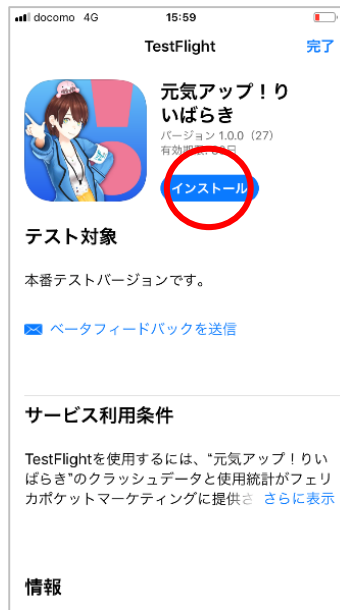 docomo 4G 15:59
TestFlight 完了
元気アップ!り
いばらき
バージョン 1.0.0 (27)
有効期限:
インストール
テスト対象
本番テストバージョンです。
ベータフィードバックを送信
サービス利用条件
TestFlightを使用するには、“元気アップ!りい
ばらき”のクラッシュデータと使用統計がフェリ
カポケットマーケティングに提供さ さらに表示
情報